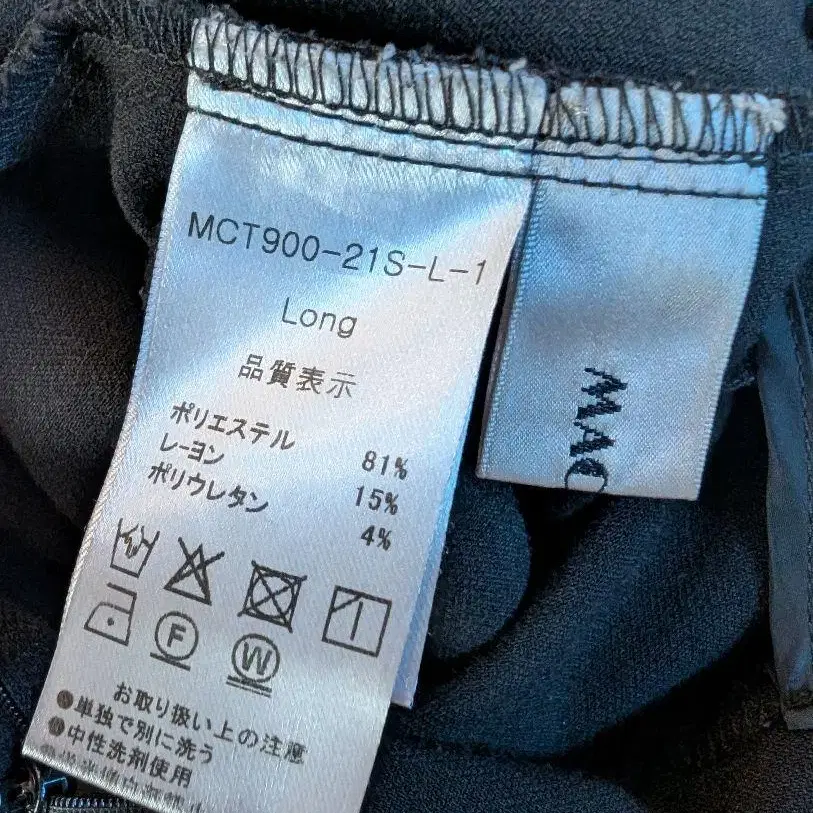 MCT900-21S-L-1
Long
品質表示
ポリエステル 81%
レーヨン 15%
ポリウレタン 4%
F
W
お取り扱い上の注意
●単独で別に洗う
●中性洗剤使用
MAC